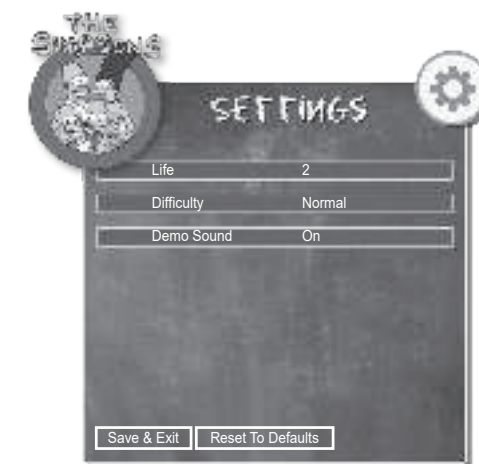 THE
SIMPSONS
SETTINGS
Life 2
Difficulty Normal
Demo Sound On
Save & Exit Reset To Defaults